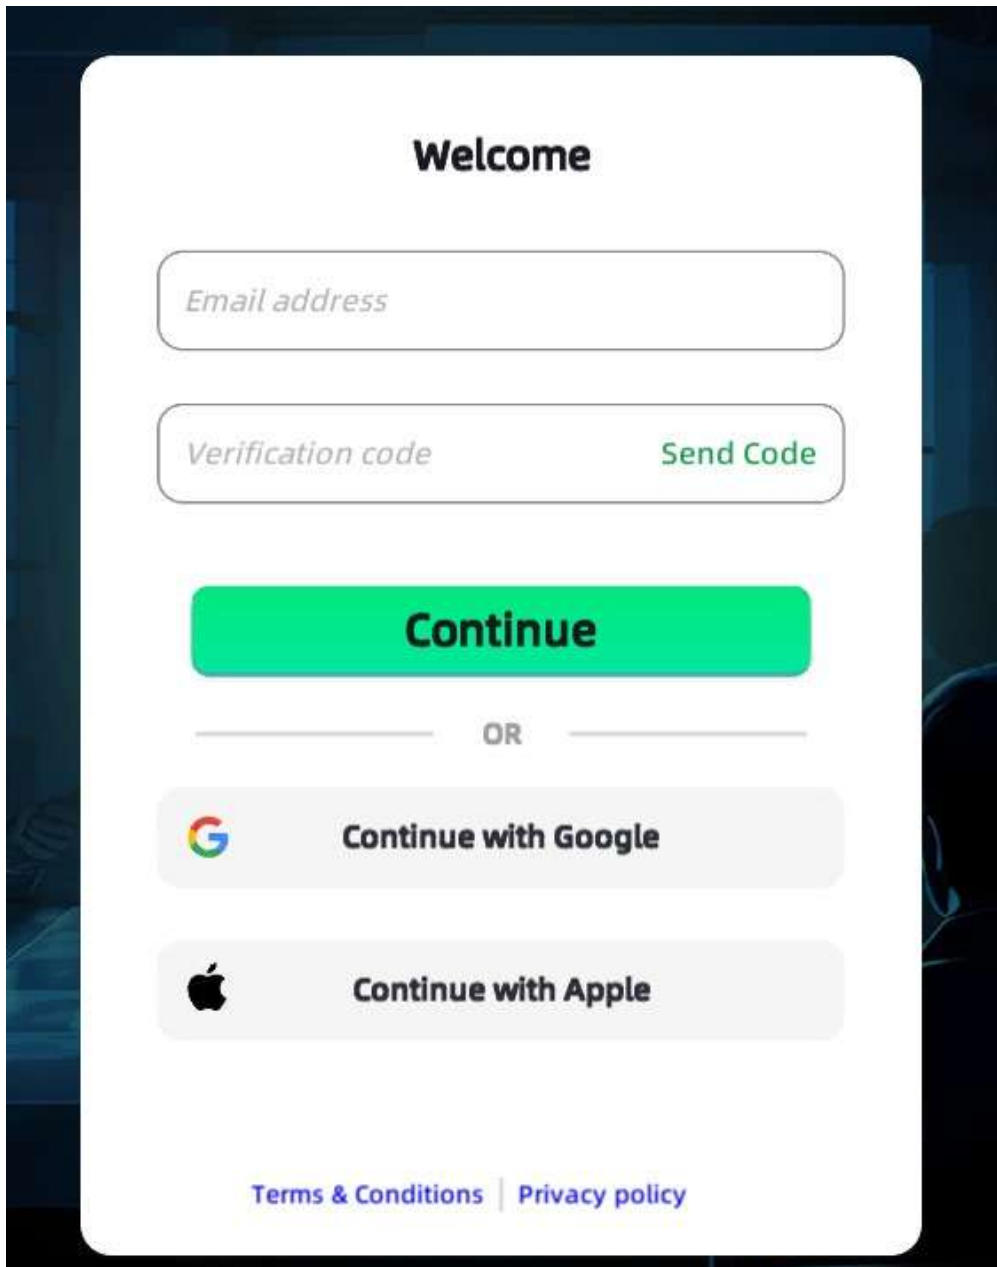 Welcome
Email address
Verification code Send Code
Continue
OR
Continue with Google
Continue with Apple
Terms & Conditions | Privacy policy